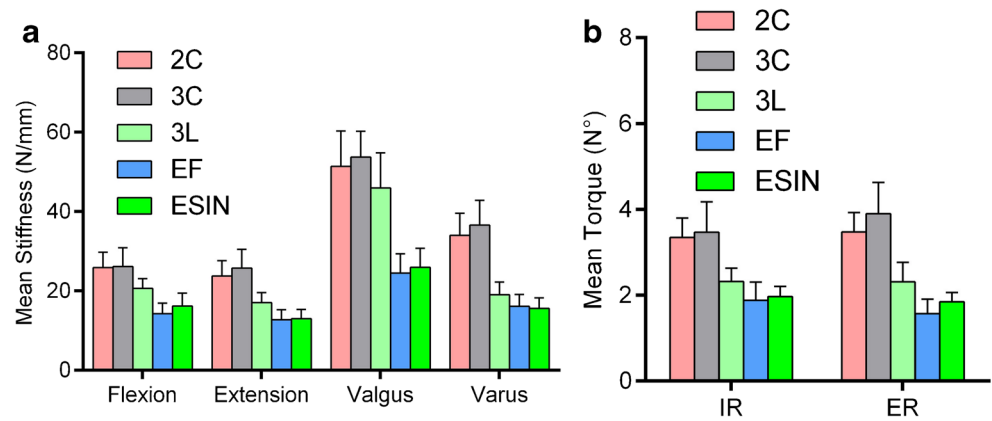 a
80
60
40
20
0
Mean Stiffness (N/mm)
2C
3C
3L
EF
ESIN
Flexion Extension Valgus Varus
b
8
6
4
2
0
Mean Torque (N°)
2C
3C
3L
EF
ESIN
IR ER